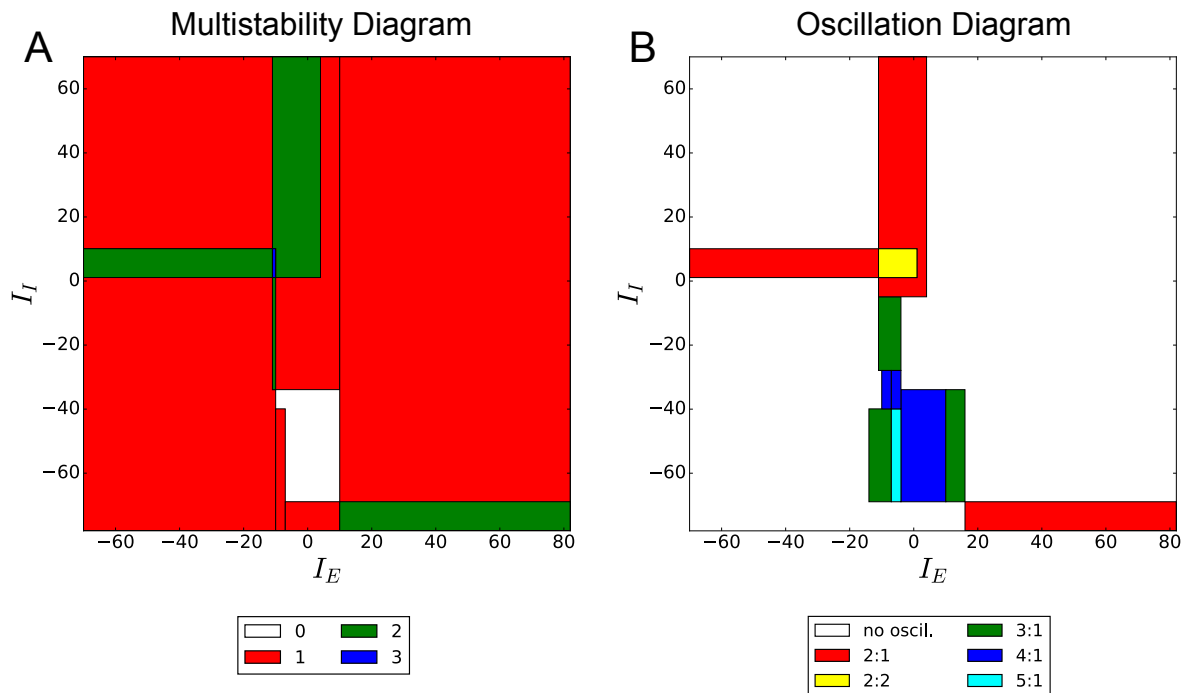 Multistability Diagram
A
60
40
20
0
−20
−40
−60
I_I
−60 −40 −20 0 20 40 60 80
I_E
0 2
1 3
Oscillation Diagram
B
60
40
20
0
−20
−40
−60
I_I
−60 −40 −20 0 20 40 60 80
I_E
no oscil. 3:1
2:1 4:1
2:2 5:1